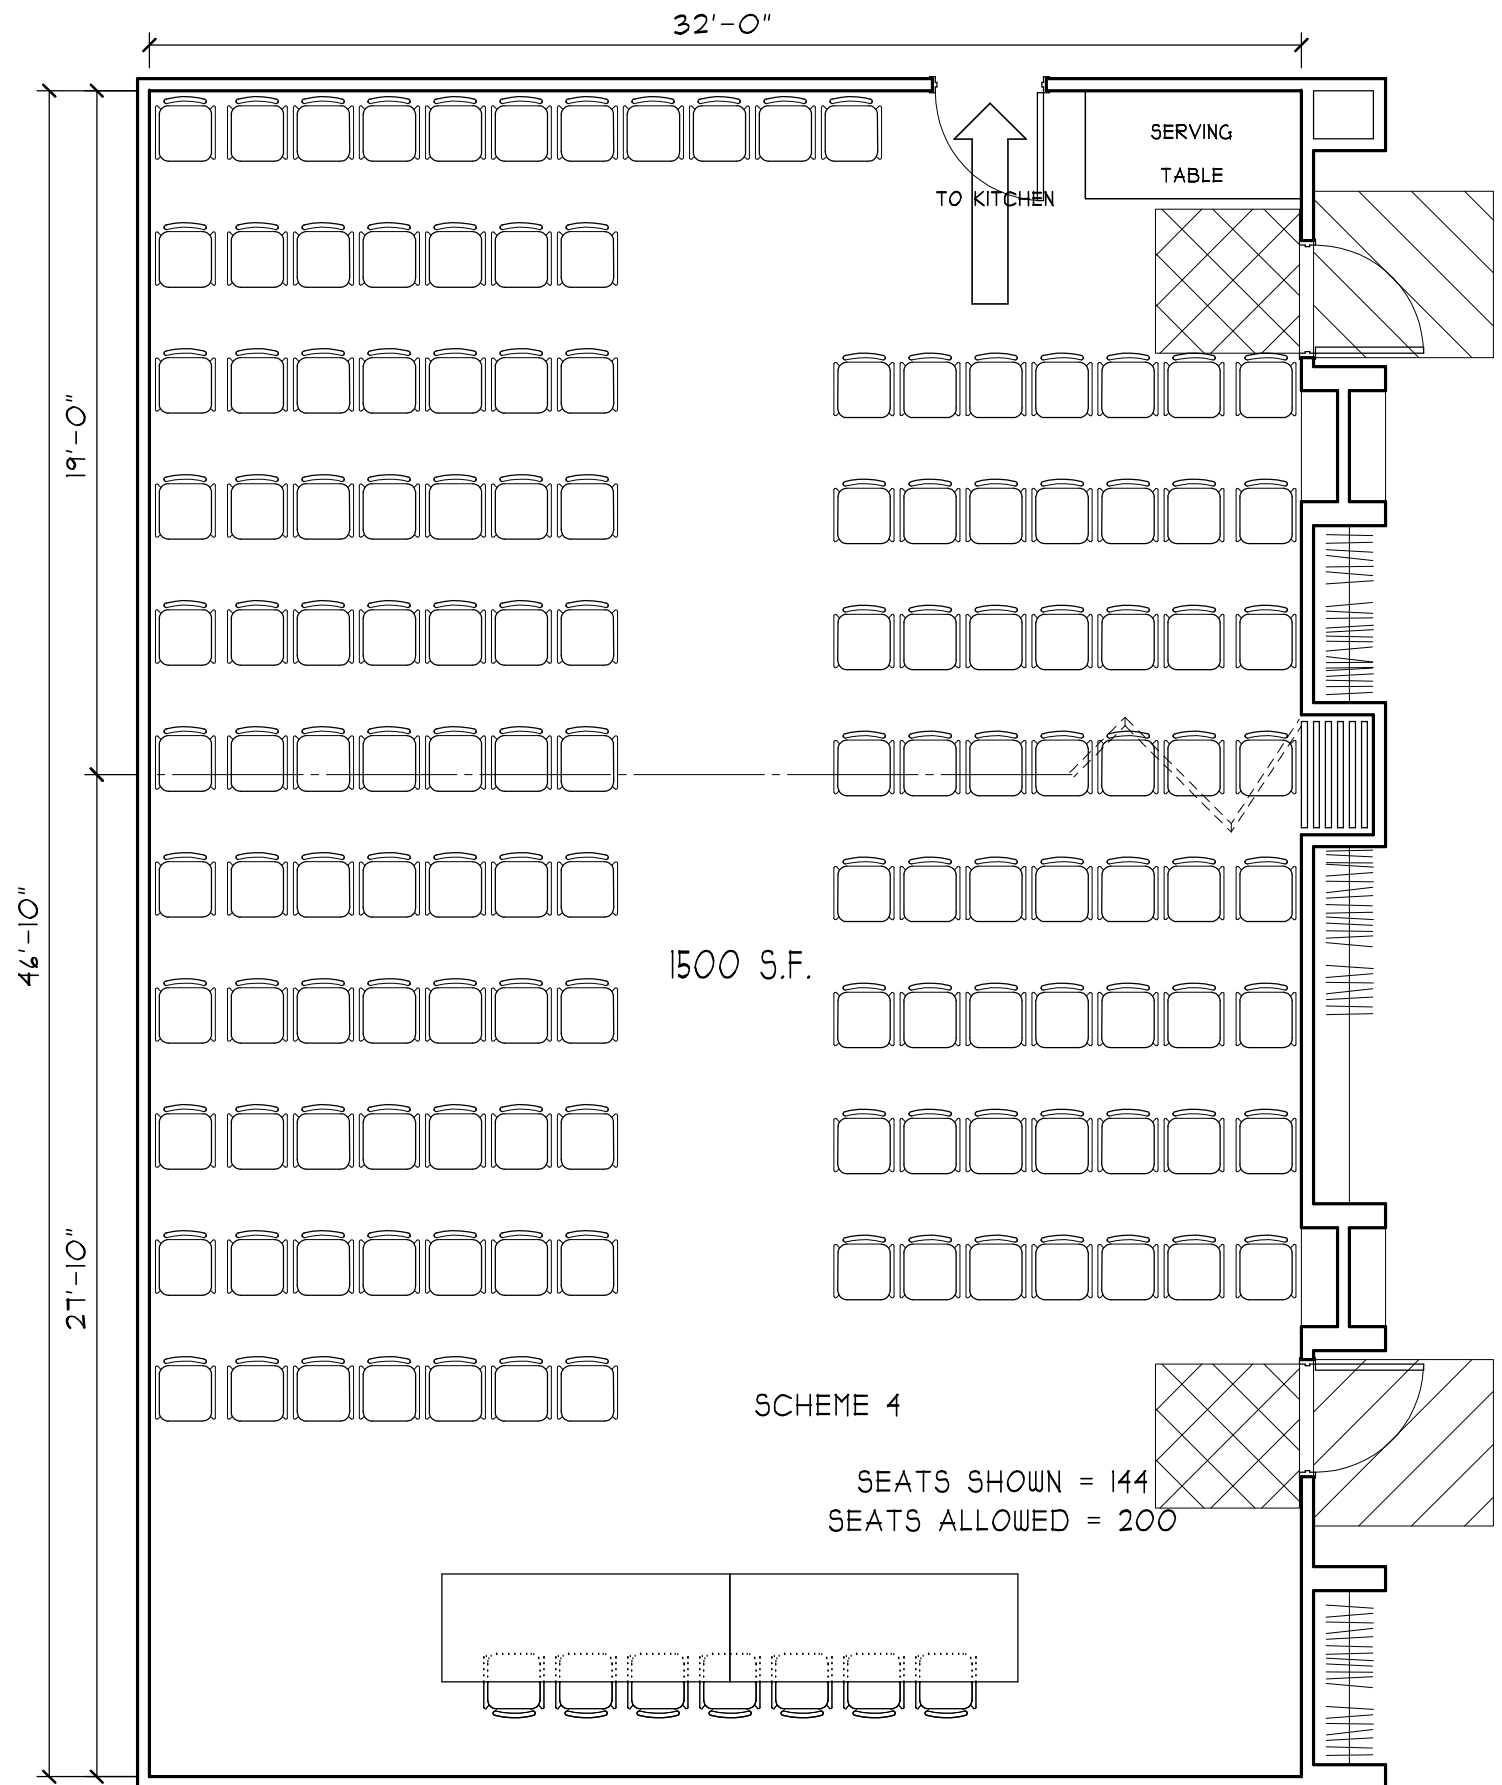 32'-0"
SERVING
TABLE
TO KITCHEN
19'-0"
46'-10"
1500 S.F.
27'-10"
SCHEME 4
SEATS SHOWN = 144
SEATS ALLOWED = 200